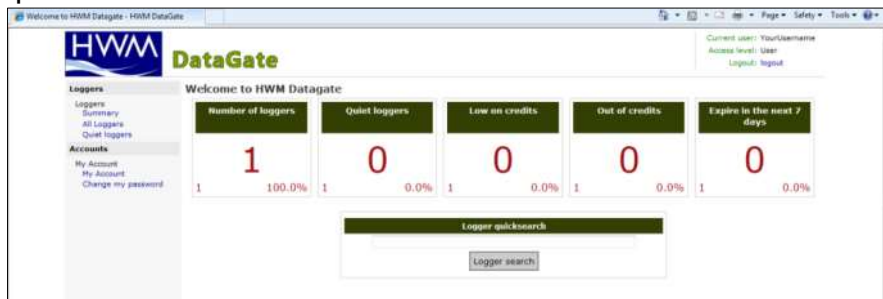 Welcome to HWM Datagate - HWM DataGate
Page Safety Tools
HWM
DataGate
Current user: YourUsername
Access level: User
Logout: logout
Loggers
Loggers
Summary
All Loggers
Quiet loggers
Accounts
My Account
My Account
Change my password
Welcome to HWM Datagate
Number of loggers
1
1 100.0%
Quiet loggers
0
1 0.0%
Low on credits
0
1 0.0%
Out of credits
0
1 0.0%
Expire in the next 7
days
0
1 0.0%
Logger quicksearch
Logger search